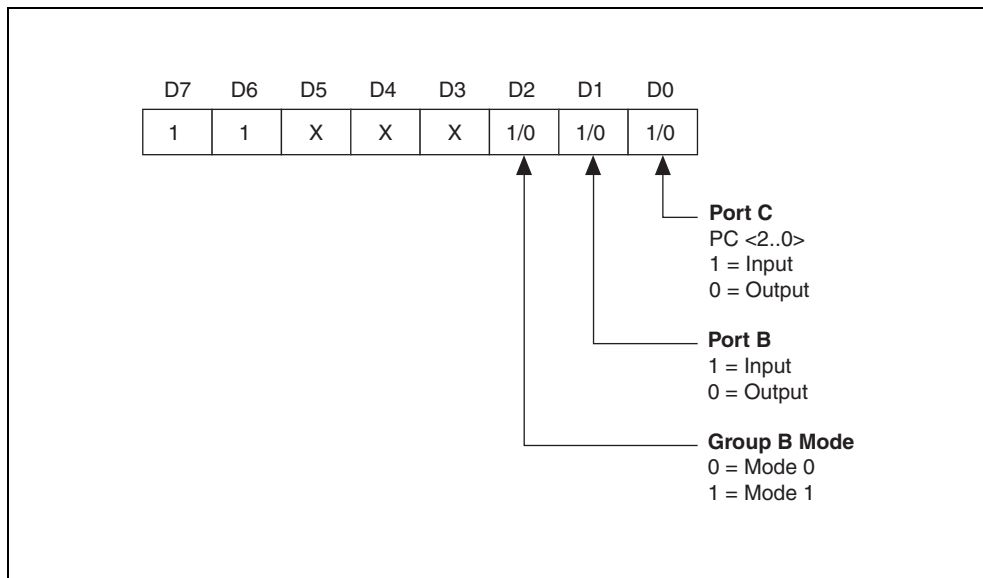 D7 D6 D5 D4 D3 D2 D1 D0
1 1 X X X 1/0 1/0 1/0
Port C
PC <2..0>
1 = Input
0 = Output
Port B
1 = Input
0 = Output
Group B Mode
0 = Mode 0
1 = Mode 1